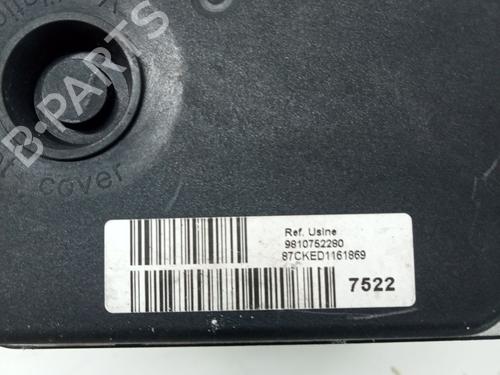 B-PARTS
cover
Ref. Usine
9810752280
87CKED1161869
7522